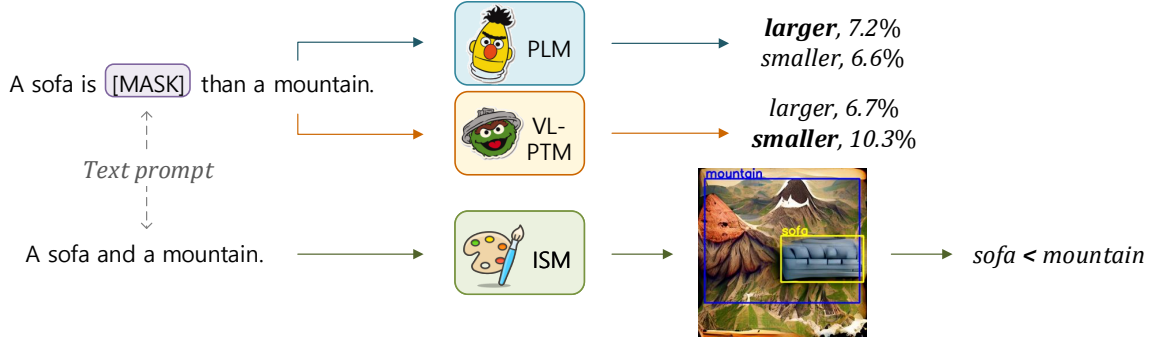 A sofa is [MASK] than a mountain.
PLM
larger, 7.2%
smaller, 6.6%
VL-
PTM
larger, 6.7%
smaller, 10.3%
Text prompt
A sofa and a mountain.
ISM
mountain
sofa
sofa < mountain